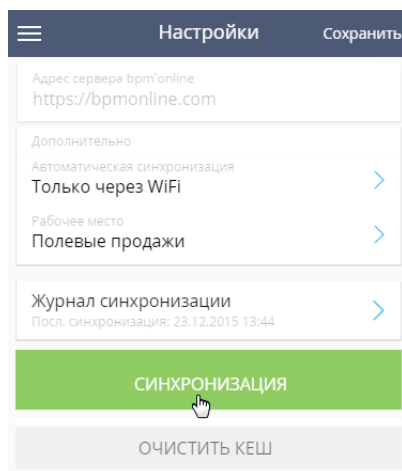 Настройки Сохранить
Адрес сервера bpm'online
https://bpmonline.com
Дополнительно
Автоматическая синхронизация
Только через WiFi
Рабочее место
Полевые продажи
Журнал синхронизации
Посл. синхронизация: 23.12.2015 13:44
СИНХРОНИЗАЦИЯ
ОЧИСТИТЬ КЕШ